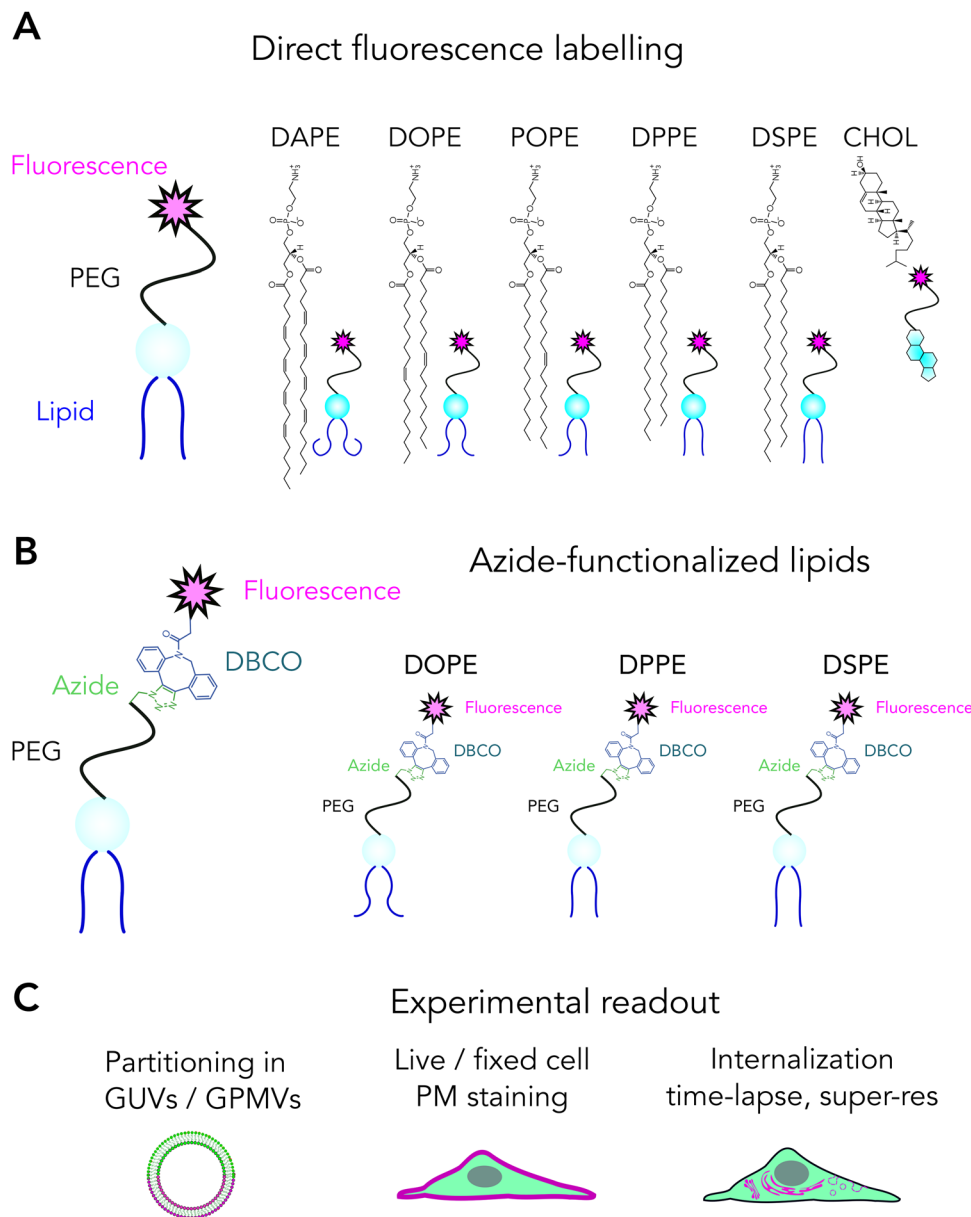 A
Direct fluorescence labelling
DAPE DOPE POPE DPPE DSPE CHOL
Fluorescence
PEG
Lipid
B
Azide-functionalized lipids
Fluorescence
DBCO
Azide
PEG
DOPE DPPE DSPE
Fluorescence Fluorescence Fluorescence
DBCO DBCO DBCO
Azide Azide Azide
PEG PEG PEG
C
Experimental readout
Partitioning in
GUVs / GPMVs
Live / fixed cell
PM staining
Internalization
time-lapse, super-res